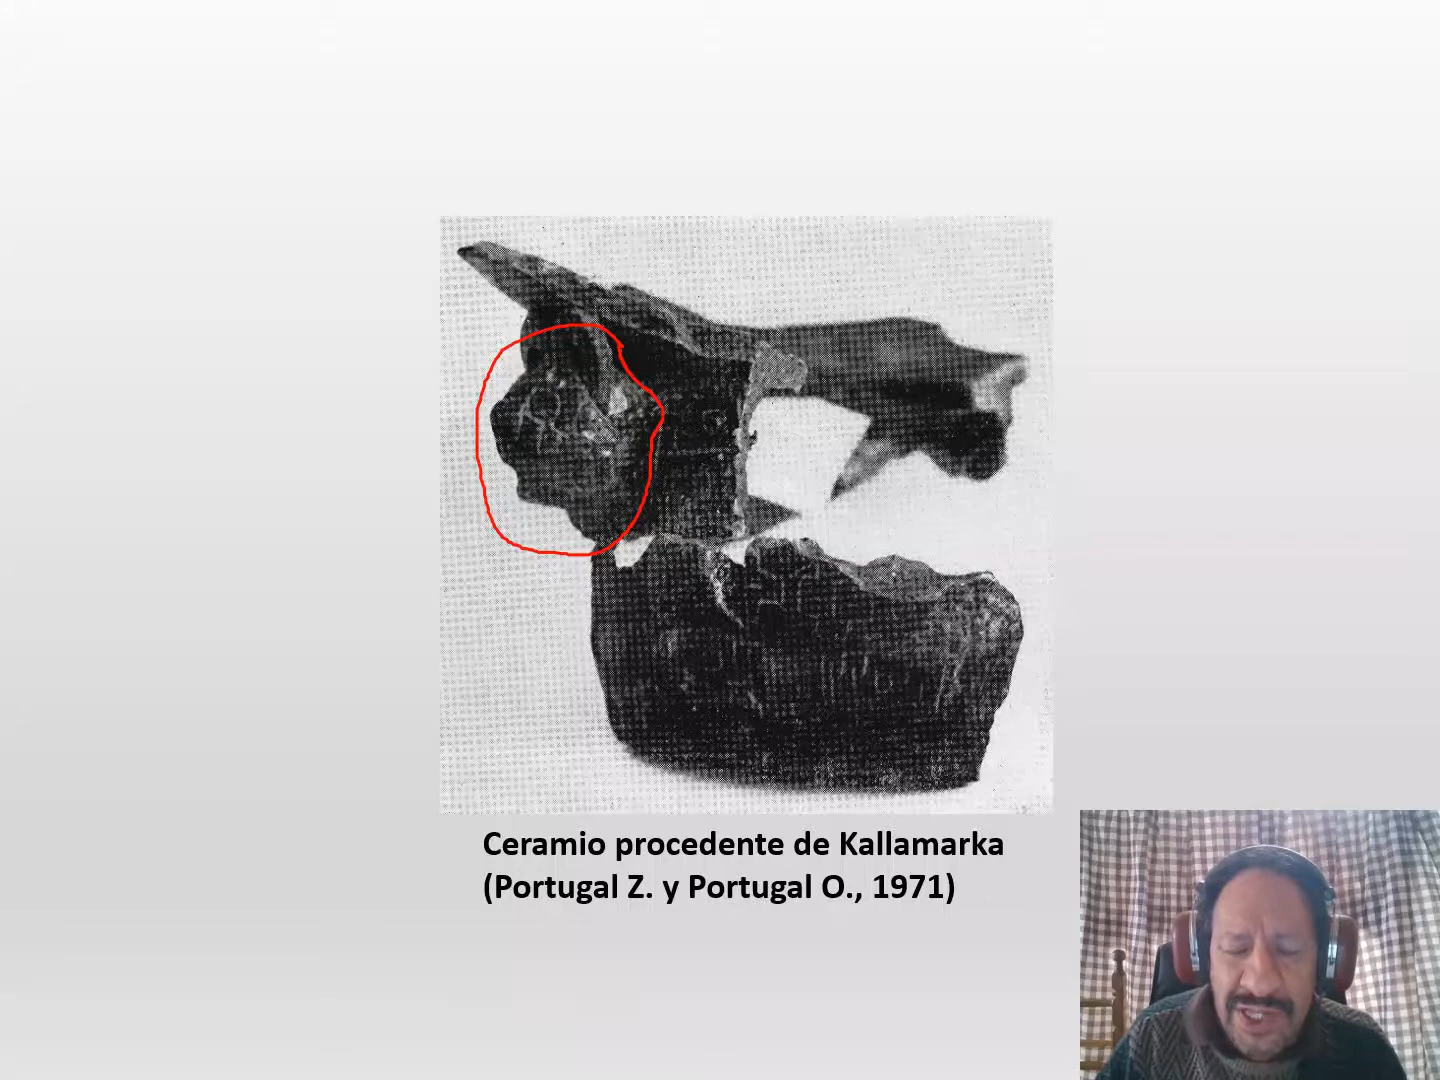 Ceramio procedente de Kallamarka
(Portugal Z. y Portugal O., 1971)